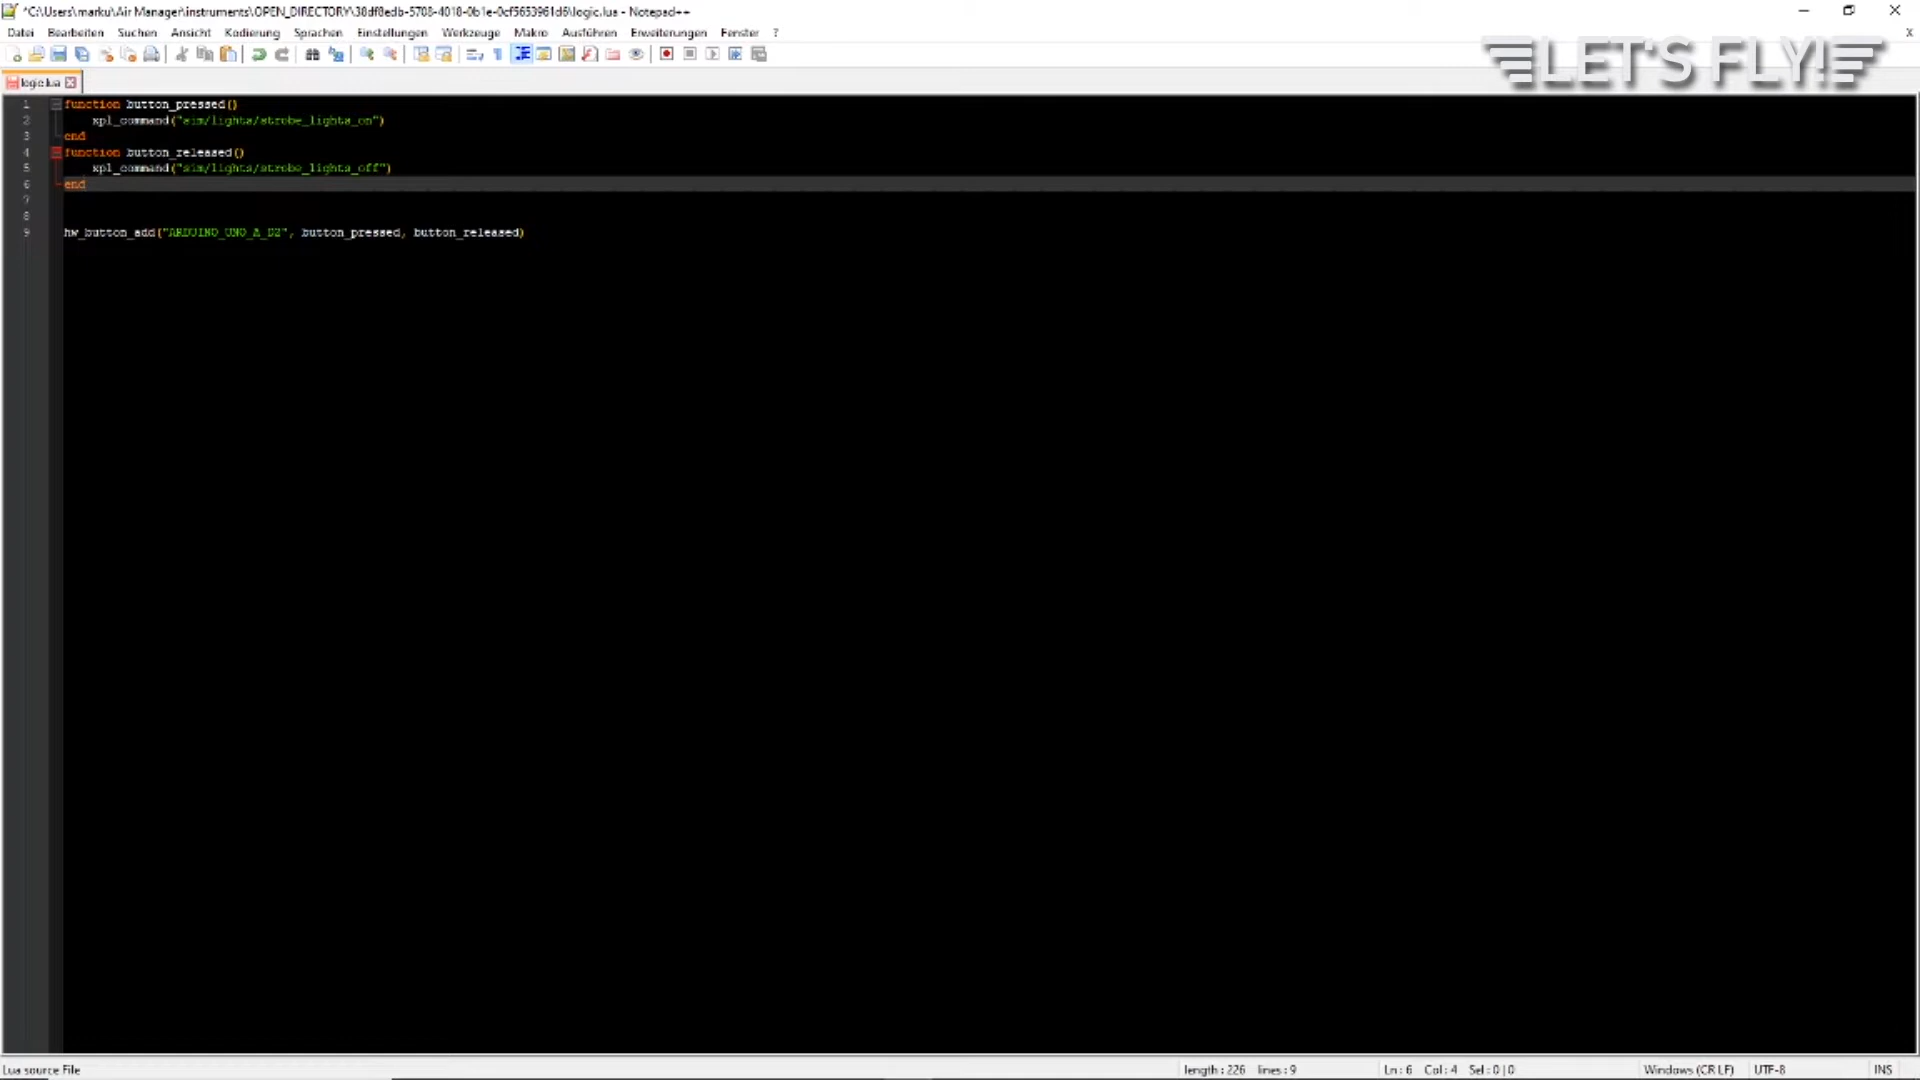 *C:\Users\marku\Air Manager\instruments\OPEN_DIRECTORY\38df8edb-5708-4018-0b1e-0cf5653961d6\logic.lua - Notepad++
Datei Bearbeiten Suchen Ansicht Kodierung Sprachen Einstellungen Werkzeuge Makro Ausführen Erweiterungen Fenster ? X
LET'S FLY!
logic.lua
1 function button_pressed()
2 xpl_command("sim/lights/strobe_lights_on")
3 end
4 function button_released()
5 xpl_command("sim/lights/strobe_lights_off")
6 end
7
8
9 hw_button_add("ARDUINO_UNO_A_D2", button_pressed, button_released)
Lua source File length : 226 lines : 9 Ln : 6 Col : 4 Sel : 0 | 0 Windows (CR LF) UTF-8 INS